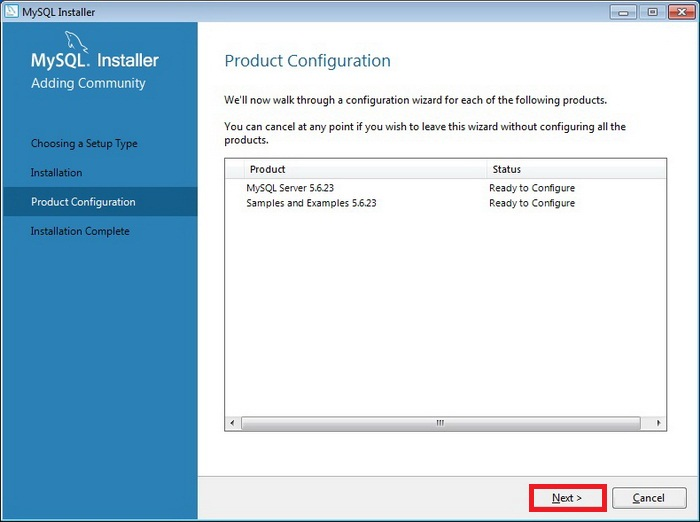 MySQL Installer
MySQL. Installer
Adding Community
Choosing a Setup Type
Installation
Product Configuration
Installation Complete
Product Configuration
We'll now walk through a configuration wizard for each of the following products.
You can cancel at any point if you wish to leave this wizard without configuring all the
products.
Product Status
MySQL Server 5.6.23 Ready to Configure
Samples and Examples 5.6.23 Ready to Configure
Next > Cancel